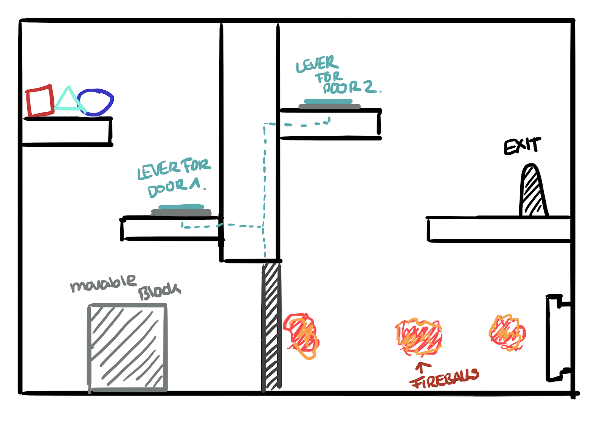 LEVER
FOR
DOOR 2.
EXIT
LEVER FOR
DOOR 1.
movable
Block
FIREBALLS